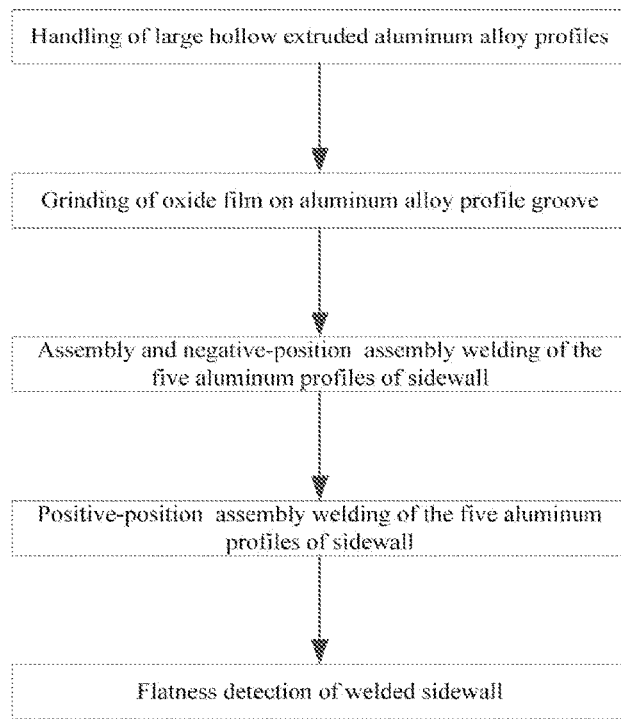 Handling of large hollow extruded aluminum alloy profiles
Grinding of oxide film on aluminum alloy profile groove
Assembly and negative-position assembly welding of the
five aluminum profiles of sidewall
Positive-position assembly welding of the five aluminum
profiles of sidewall
Flatness detection of welded sidewall